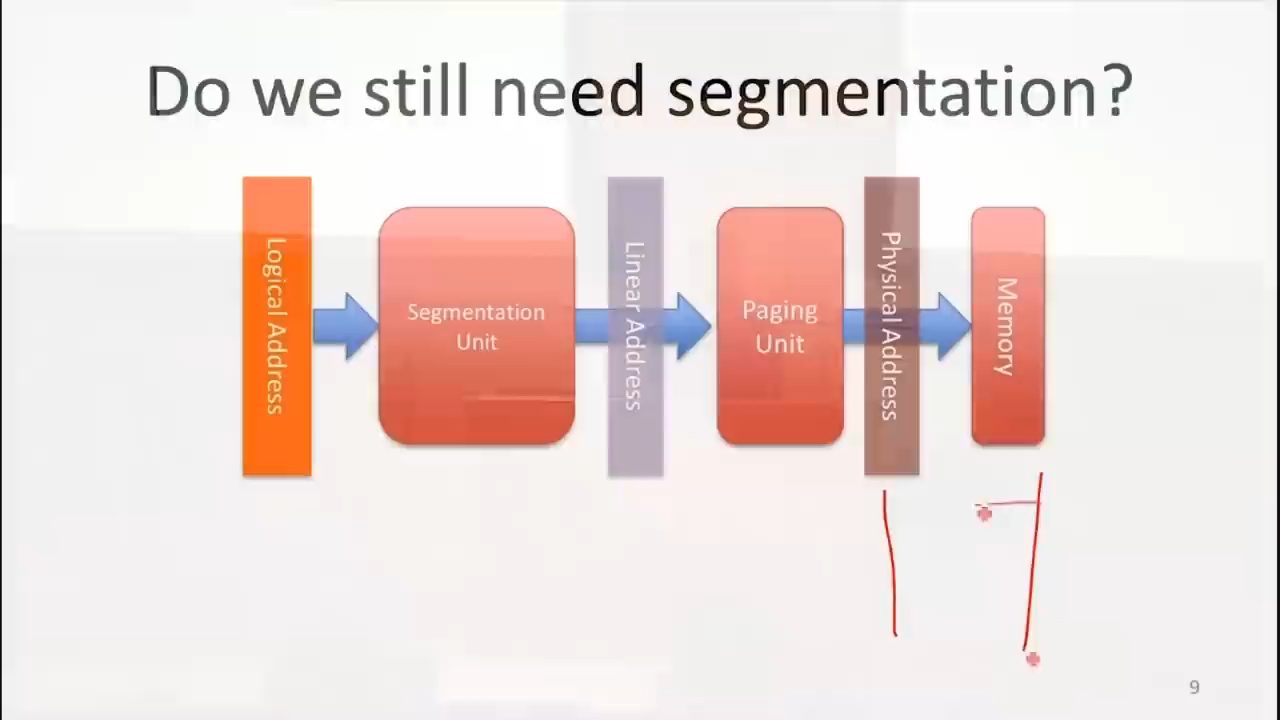 Do we still need segmentation?
Logical Address
Segmentation
Unit
Linear Address
Paging
Unit
Physical Address
Memory
9